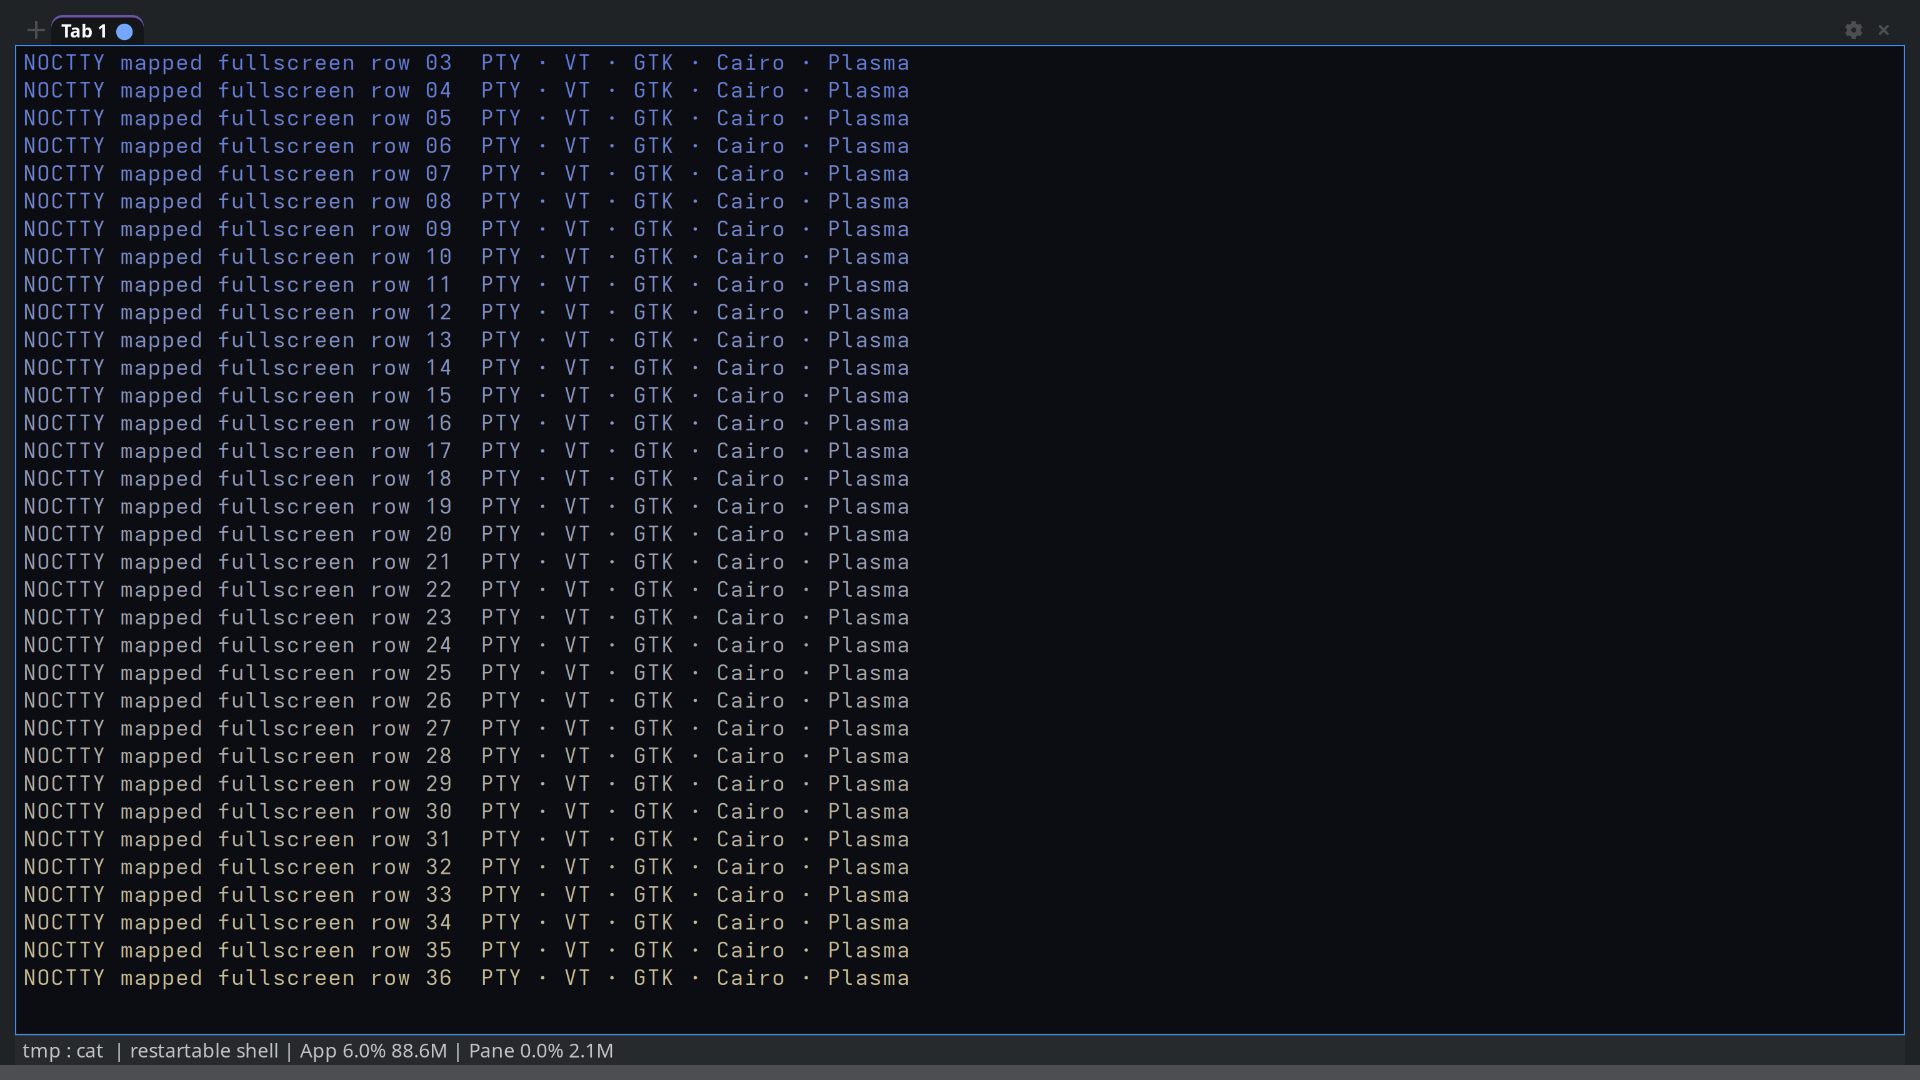 Tab 1
NOCTTY mapped fullscreen row 03  PTY · VT · GTK · Cairo · Plasma
NOCTTY mapped fullscreen row 04  PTY · VT · GTK · Cairo · Plasma
NOCTTY mapped fullscreen row 05  PTY · VT · GTK · Cairo · Plasma
NOCTTY mapped fullscreen row 06  PTY · VT · GTK · Cairo · Plasma
NOCTTY mapped fullscreen row 07  PTY · VT · GTK · Cairo · Plasma
NOCTTY mapped fullscreen row 08  PTY · VT · GTK · Cairo · Plasma
NOCTTY mapped fullscreen row 09  PTY · VT · GTK · Cairo · Plasma
NOCTTY mapped fullscreen row 10  PTY · VT · GTK · Cairo · Plasma
NOCTTY mapped fullscreen row 11  PTY · VT · GTK · Cairo · Plasma
NOCTTY mapped fullscreen row 12  PTY · VT · GTK · Cairo · Plasma
NOCTTY mapped fullscreen row 13  PTY · VT · GTK · Cairo · Plasma
NOCTTY mapped fullscreen row 14  PTY · VT · GTK · Cairo · Plasma
NOCTTY mapped fullscreen row 15  PTY · VT · GTK · Cairo · Plasma
NOCTTY mapped fullscreen row 16  PTY · VT · GTK · Cairo · Plasma
NOCTTY mapped fullscreen row 17  PTY · VT · GTK · Cairo · Plasma
NOCTTY mapped fullscreen row 18  PTY · VT · GTK · Cairo · Plasma
NOCTTY mapped fullscreen row 19  PTY · VT · GTK · Cairo · Plasma
NOCTTY mapped fullscreen row 20  PTY · VT · GTK · Cairo · Plasma
NOCTTY mapped fullscreen row 21  PTY · VT · GTK · Cairo · Plasma
NOCTTY mapped fullscreen row 22  PTY · VT · GTK · Cairo · Plasma
NOCTTY mapped fullscreen row 23  PTY · VT · GTK · Cairo · Plasma
NOCTTY mapped fullscreen row 24  PTY · VT · GTK · Cairo · Plasma
NOCTTY mapped fullscreen row 25  PTY · VT · GTK · Cairo · Plasma
NOCTTY mapped fullscreen row 26  PTY · VT · GTK · Cairo · Plasma
NOCTTY mapped fullscreen row 27  PTY · VT · GTK · Cairo · Plasma
NOCTTY mapped fullscreen row 28  PTY · VT · GTK · Cairo · Plasma
NOCTTY mapped fullscreen row 29  PTY · VT · GTK · Cairo · Plasma
NOCTTY mapped fullscreen row 30  PTY · VT · GTK · Cairo · Plasma
NOCTTY mapped fullscreen row 31  PTY · VT · GTK · Cairo · Plasma
NOCTTY mapped fullscreen row 32  PTY · VT · GTK · Cairo · Plasma
NOCTTY mapped fullscreen row 33  PTY · VT · GTK · Cairo · Plasma
NOCTTY mapped fullscreen row 34  PTY · VT · GTK · Cairo · Plasma
NOCTTY mapped fullscreen row 35  PTY · VT · GTK · Cairo · Plasma
NOCTTY mapped fullscreen row 36  PTY · VT · GTK · Cairo · Plasma
tmp : cat  | restartable shell | App 6.0% 88.6M | Pane 0.0% 2.1M